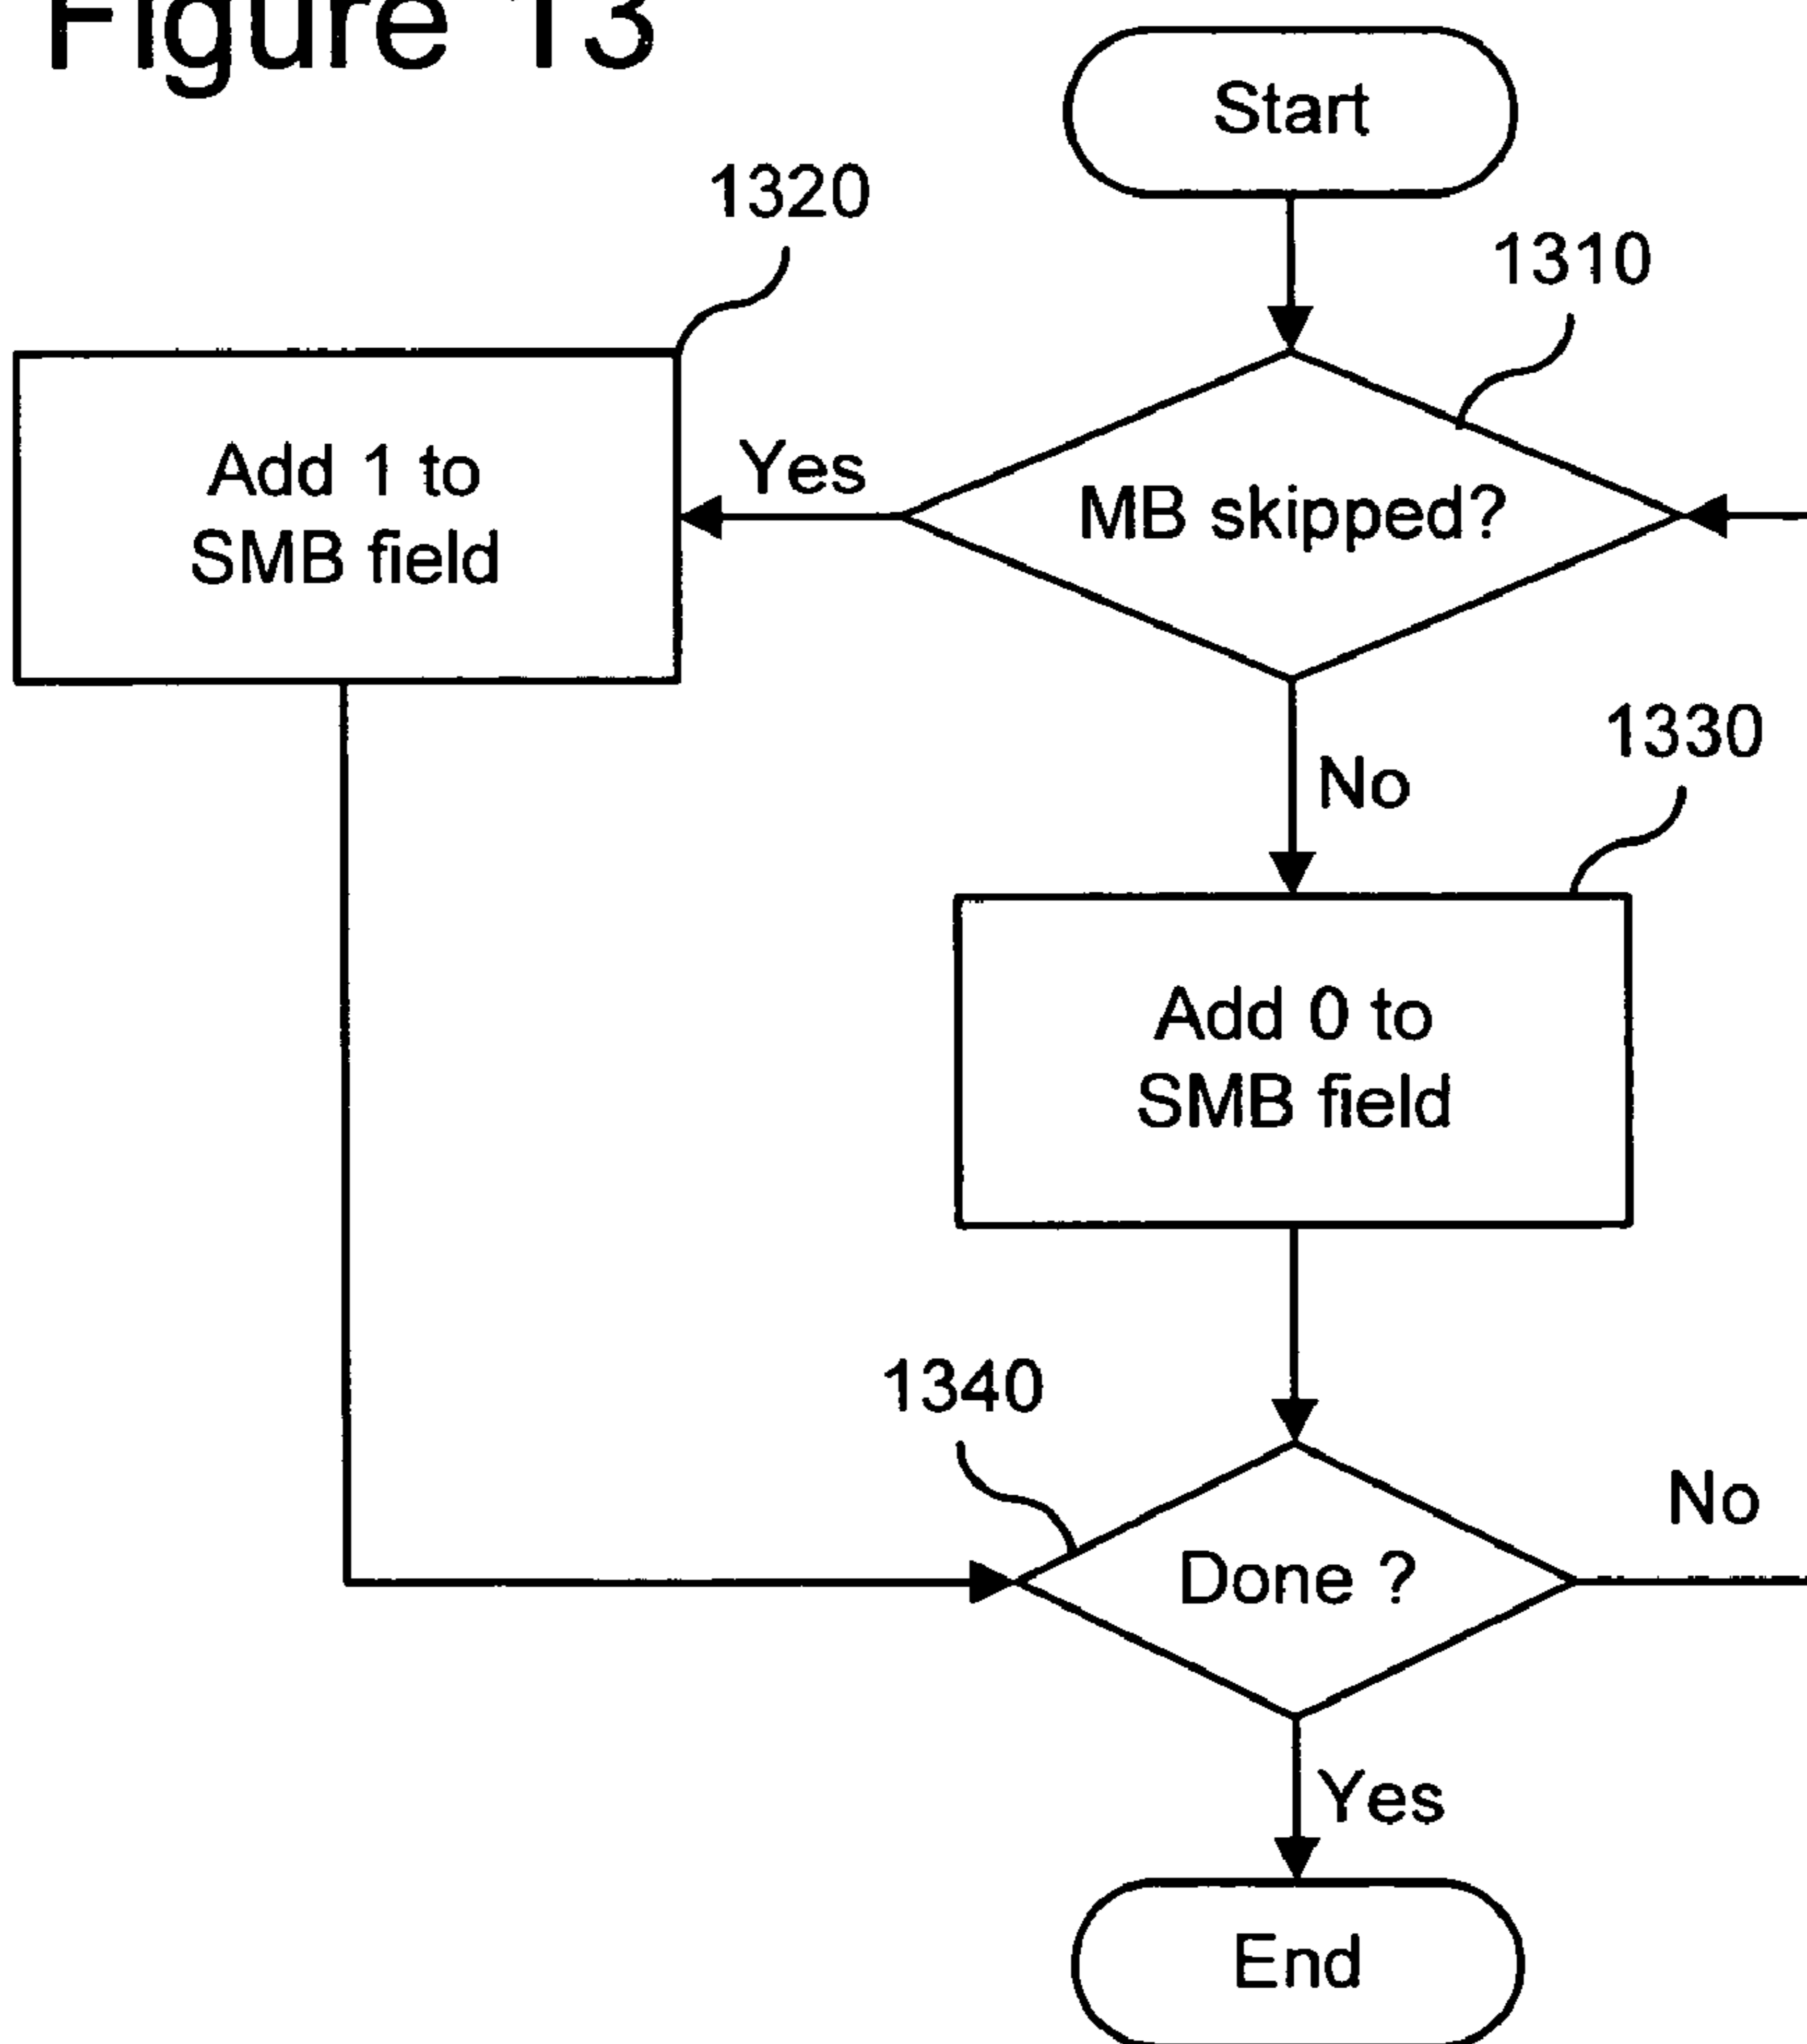 Figure 13
Start
1320
1310
Add 1 to
SMB field
Yes
MB skipped?
No
1330
Add 0 to
SMB field
1340
No
Done ?
Yes
End